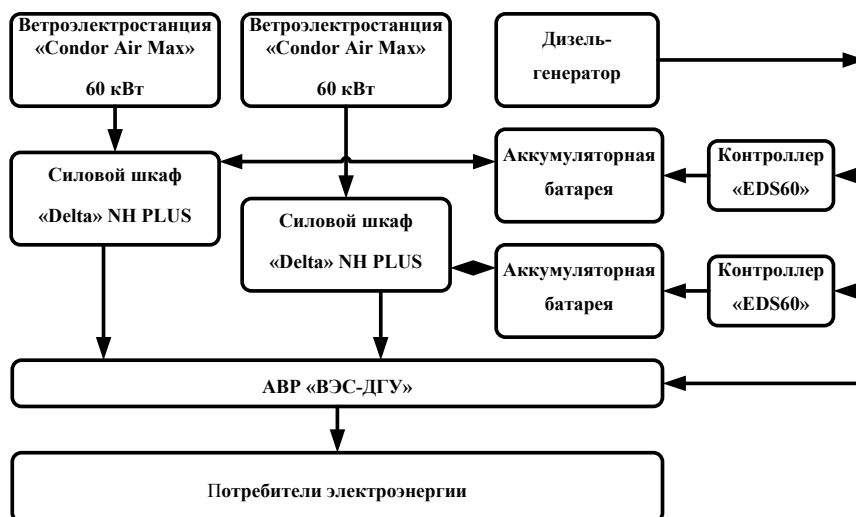 Ветроэлектростанция
«Condor Air Max»
60 кВт
Ветроэлектростанция
«Condor Air Max»
60 кВт
Дизель-
генератор
Силовой шкаф
«Delta» NH PLUS
Силовой шкаф
«Delta» NH PLUS
Аккумуляторная
батарея
Контроллер
«EDS60»
Аккумуляторная
батарея
Контроллер
«EDS60»
АВР «ВЭС-ДГУ»
Потребители электроэнергии